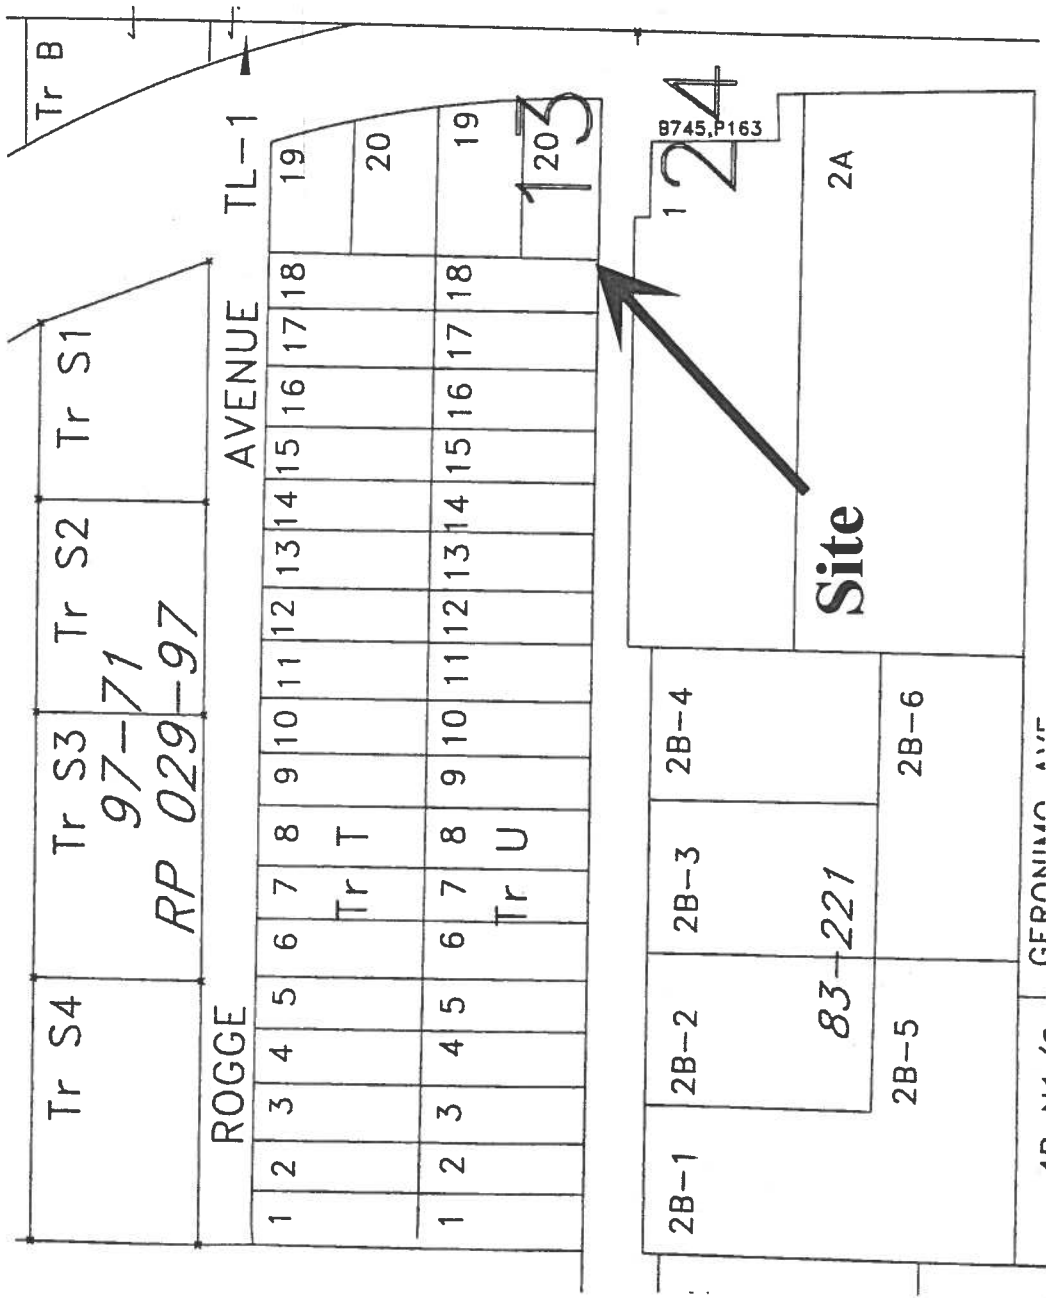 Tr B
TL-1
Tr S1
Tr S2
Tr S3
Tr S4
97-71
RP 029-97
ROGGE AVENUE
1 2 3 4 5 6 7 8 9 10 11 12 13 14 15 16 17 18 19
20
Tr T
1 2 3 4 5 6 7 8 9 10 11 12 13 14 15 16 17 18 19
20
Tr U
13
24
B745,P163
1
2A
Site
2B-1
2B-2
2B-3
2B-4
2B-5
2B-6
83-221
GERONIMO AVE